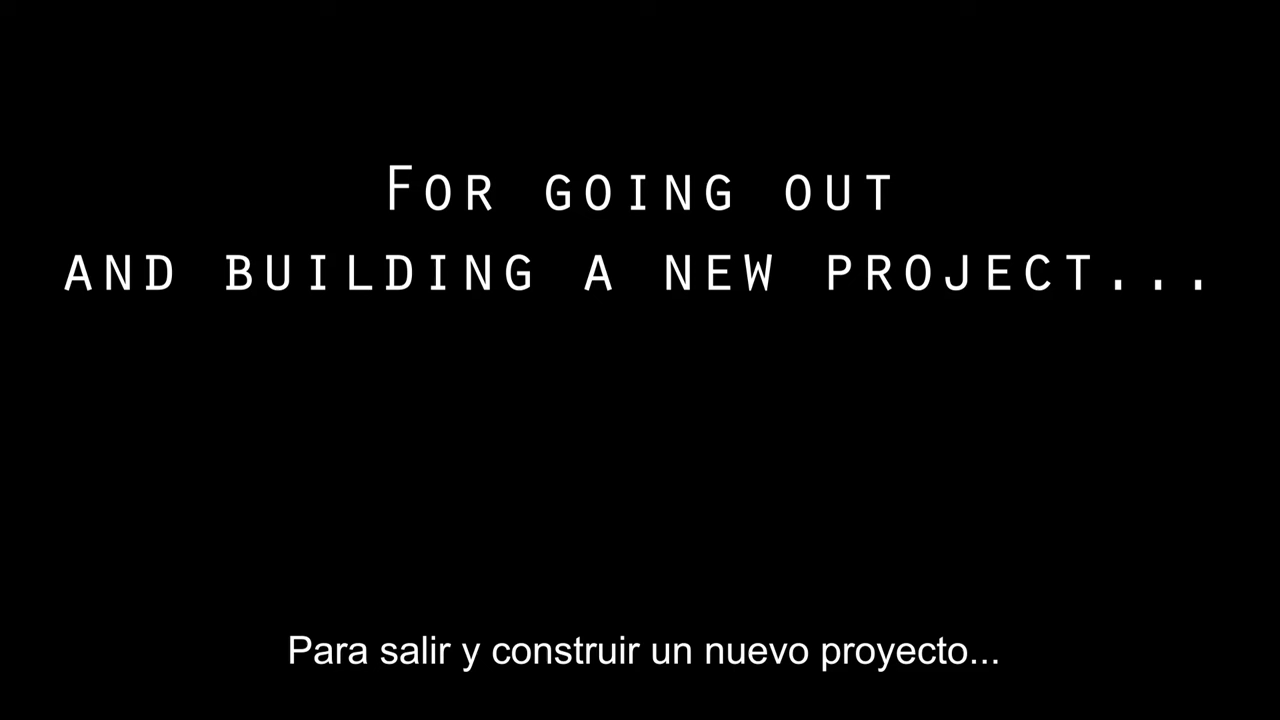 For going out
and building a new project...
Para salir y construir un nuevo proyecto...